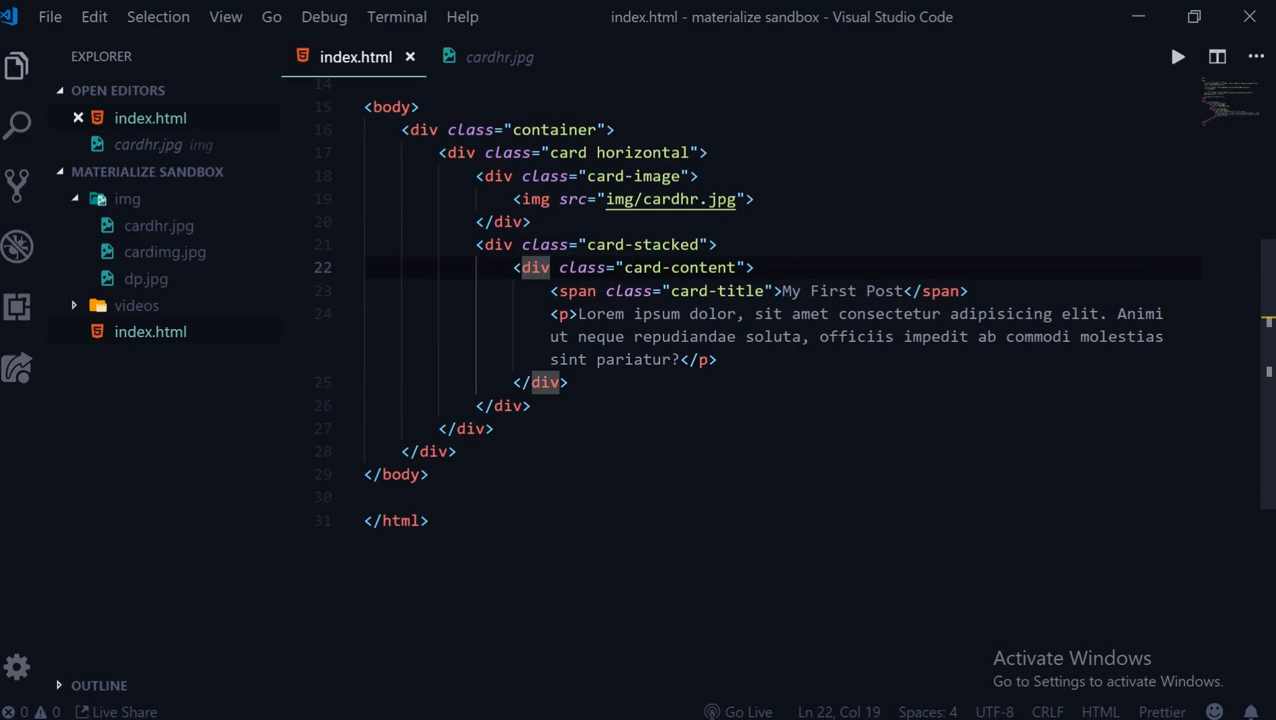 File Edit Selection View Go Debug Terminal Help index.html - materialize sandbox - Visual Studio Code
EXPLORER
OPEN EDITORS
index.html
cardhr.jpg img
MATERIALIZE SANDBOX
img
cardhr.jpg
cardimg.jpg
dp.jpg
videos
index.html
OUTLINE
index.html cardhr.jpg
14
15 <body>
16 <div class="container">
17 <div class="card horizontal">
18 <div class="card-image">
19 <img src="img/cardhr.jpg">
20 </div>
21 <div class="card-stacked">
22 <div class="card-content">
23 <span class="card-title">My First Post</span>
24 <p>Lorem ipsum dolor, sit amet consectetur adipisicing elit. Animi
ut neque repudiandae soluta, officiis impedit ab commodi molestias
sint pariatur?</p>
25 </div>
26 </div>
27 </div>
28 </div>
29 </body>
30
31 </html>
Activate Windows
Go to Settings to activate Windows.
0 0 Live Share Go Live Ln 22, Col 19 Spaces: 4 UTF-8 CRLF HTML Prettier